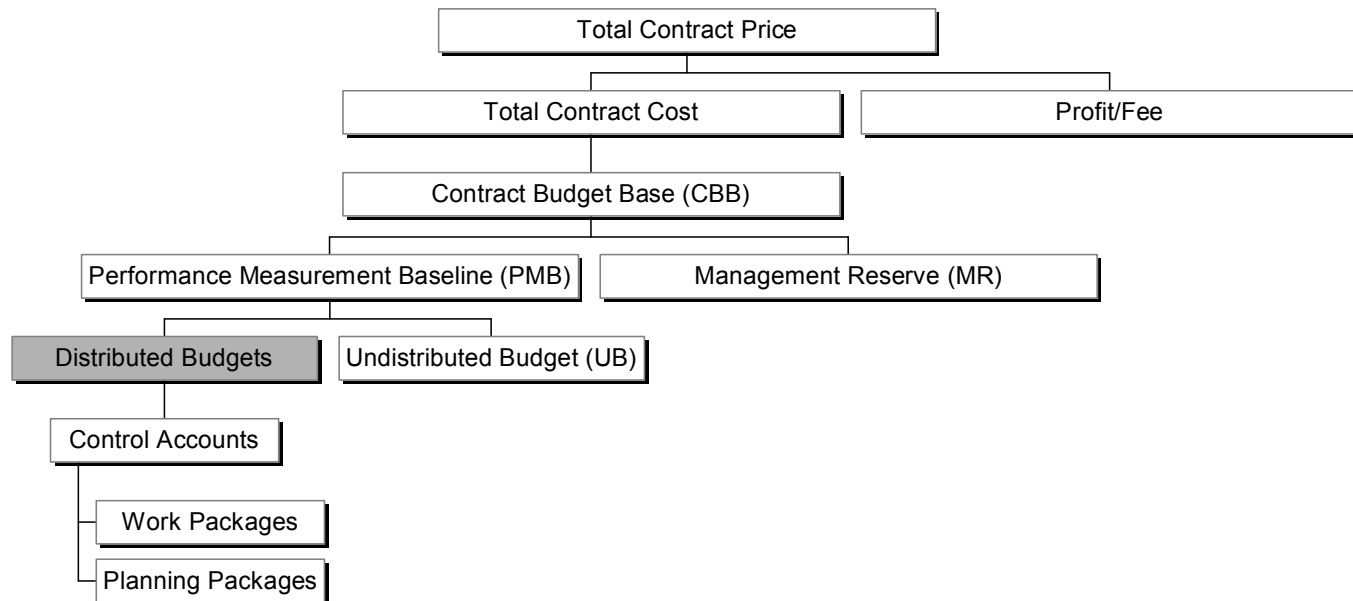 Total Contract Price
Total Contract Cost
Profit/Fee
Contract Budget Base (CBB)
Performance Measurement Baseline (PMB)
Management Reserve (MR)
Distributed Budgets
Undistributed Budget (UB)
Control Accounts
Work Packages
Planning Packages